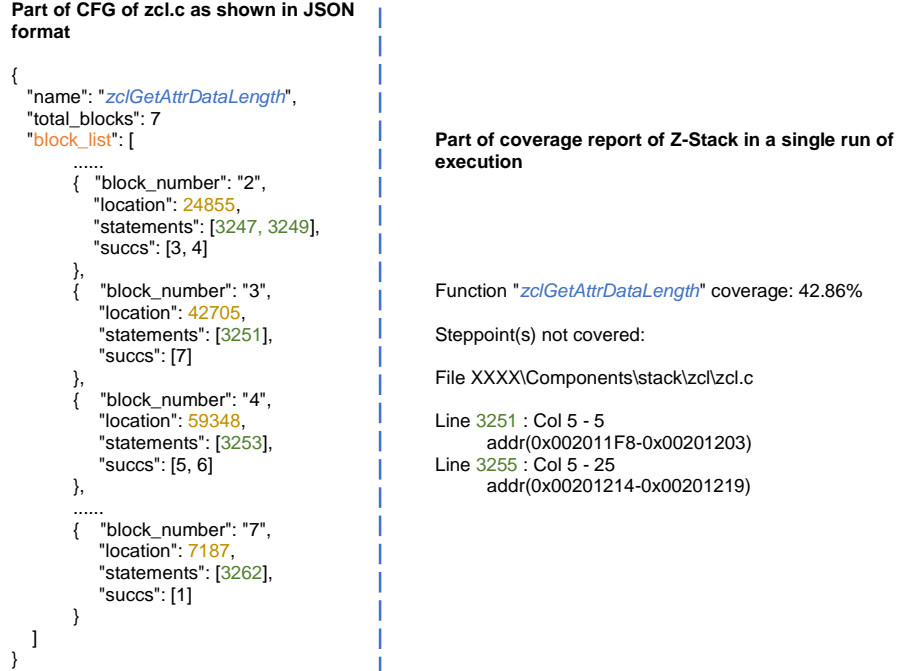 Part of CFG of zcl.c as shown in JSON
format
{
"name": "zclGetAttrDataLength",
"total_blocks": 7
"block_list": [
......
{ "block_number": "2",
"location": 24855,
"statements": [3247, 3249],
"succs": [3, 4]
},
{ "block_number": "3",
"location": 42705,
"statements": [3251],
"succs": [7]
},
{ "block_number": "4",
"location": 59348,
"statements": [3253],
"succs": [5, 6]
},
......
{ "block_number": "7",
"location": 7187,
"statements": [3262],
"succs": [1]
}
]
}
Part of coverage report of Z-Stack in a single run of
execution
Function "zclGetAttrDataLength" coverage: 42.86%
Steppoint(s) not covered:
File XXXX\Components\stack\zcl\zcl.c
Line 3251 : Col 5 - 5
addr(0x002011F8-0x00201203)
Line 3255 : Col 5 - 25
addr(0x00201214-0x00201219)